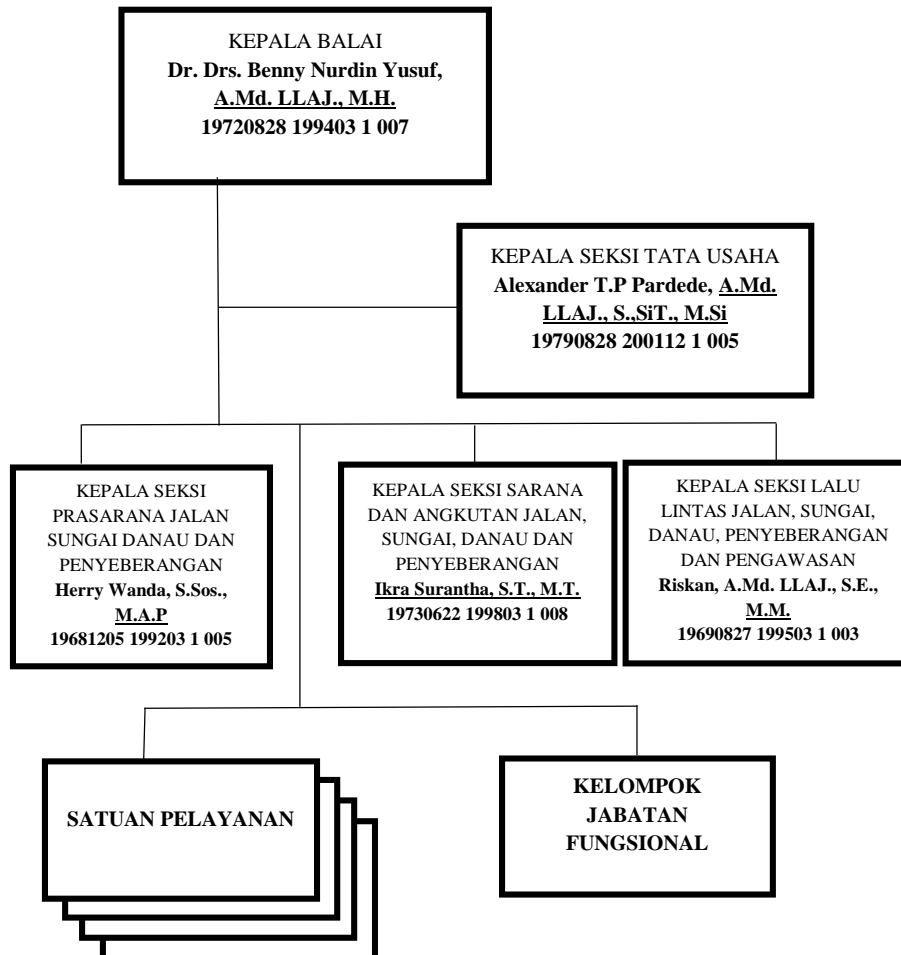 KEPALA BALAI
Dr. Drs. Benny Nurdin Yusuf,
A.Md. LLAJ., M.H.
19720828 199403 1 007
KEPALA SEKSI TATA USAHA
Alexander T.P Pardede, A.Md.
LLAJ., S.,SiT., M.Si
19790828 200112 1 005
KEPALA SEKSI
PRASARANA JALAN
SUNGAI DANAU DAN
PENYEBERANGAN
Herry Wanda, S.Sos.,
M.A.P
19681205 199203 1 005
KEPALA SEKSI SARANA
DAN ANGKUTAN JALAN,
SUNGAI, DANAU DAN
PENYEBERANGAN
Ikra Surantha, S.T., M.T.
19730622 199803 1 008
KEPALA SEKSI LALU
LINTAS JALAN, SUNGAI,
DANAU, PENYEBERANGAN
DAN PENGAWASAN
Riskan, A.Md. LLAJ., S.E.,
M.M.
19690827 199503 1 003
SATUAN PELAYANAN
KELOMPOK
JABATAN
FUNGSIONAL